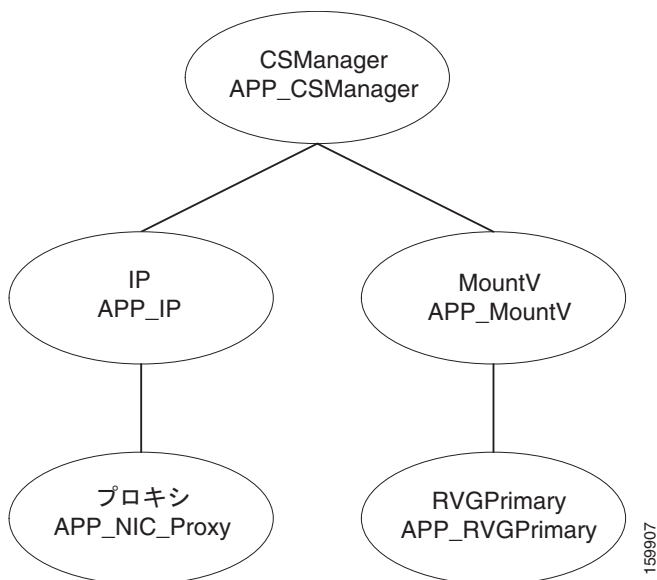 CSManager
APP_CSManager
IP
APP_IP
MountV
APP_MountV
プロキシ
APP_NIC_Proxy
RVGPrimary
APP_RVGPrimary
159907